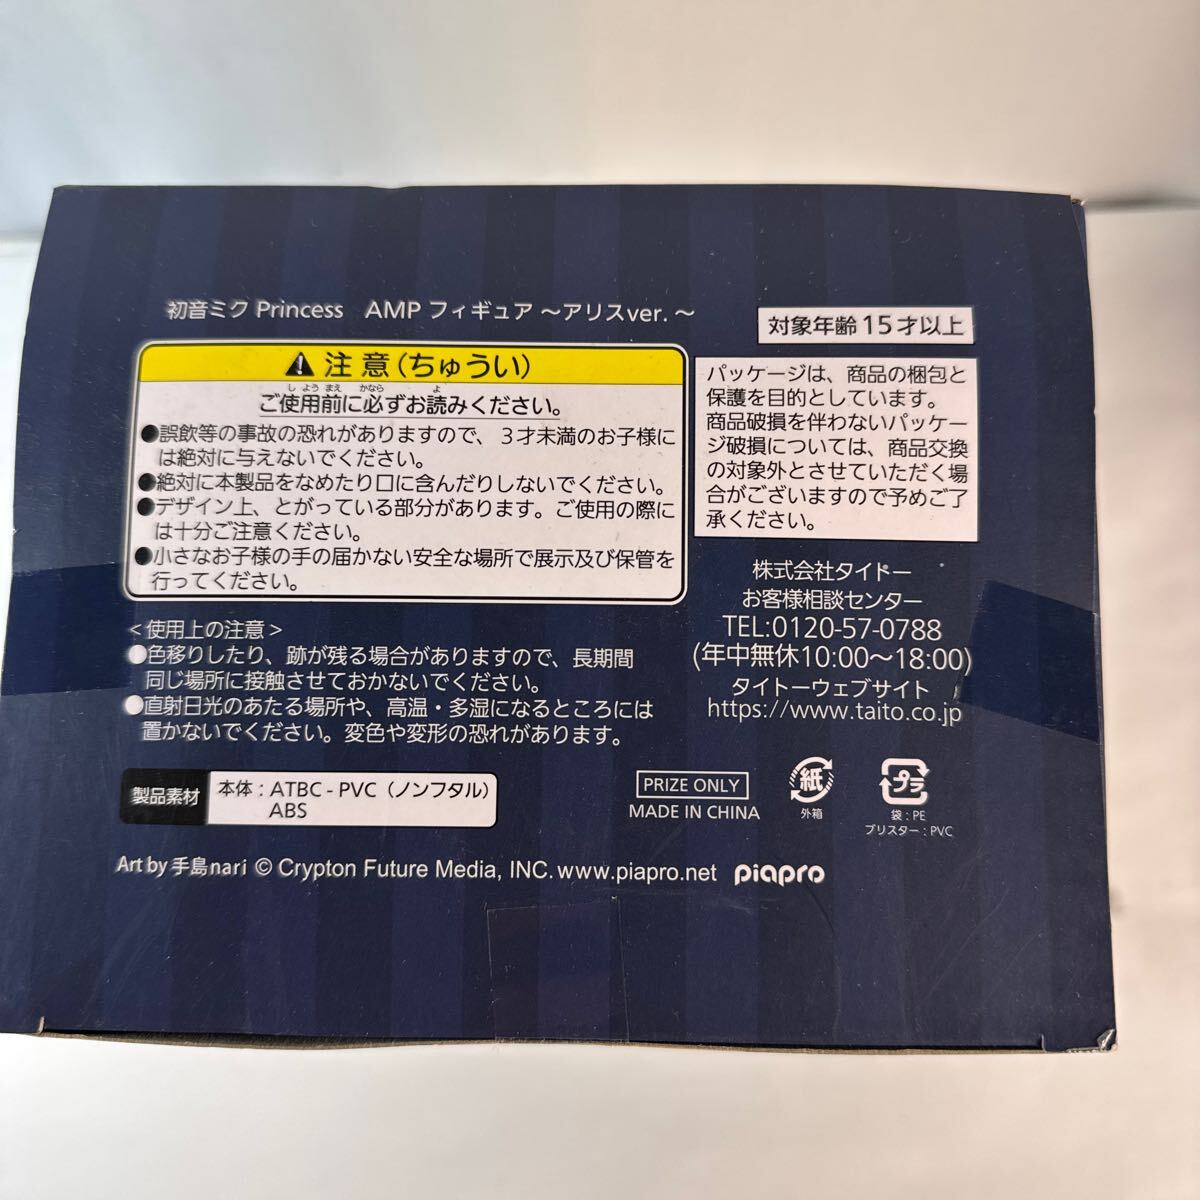 初音ミク Princess AMP フィギュア ～アリスver.～
対象年齢15才以上
注意(ちゅうい)
しようまえ かなら よ
ご使用前に必ずお読みください。
●誤飲等の事故の恐れがありますので、3才未満のお子様に
は絶対に与えないでください。
●絶対に本製品をなめたり口に含んだりしないでください。
●デザイン上、とがっている部分があります。ご使用の際に
は十分ご注意ください。
●小さなお子様の手の届かない安全な場所で展示及び保管を
行ってください。
パッケージは、商品の梱包と
保護を目的としています。
商品破損を伴わないパッケー
ジ破損については、商品交換
の対象外とさせていただく場
合がございますので予めご了
承ください。
株式会社タイトー
お客様相談センター
TEL:0120-57-0788
(年中無休10:00～18:00)
タイトーウェブサイト
https://www.taito.co.jp
＜使用上の注意＞
●色移りしたり、跡が残る場合がありますので、長期間
同じ場所に接触させておかないでください。
●直射日光のあたる場所や、高温・多湿になるところには
置かないでください。変色や変形の恐れがあります。
製品素材
本体：ATBC-PVC（ノンフタル）
ABS
PRIZE ONLY
MADE IN CHINA
紙
外箱
プラ
袋：PE
ブリスター：PVC
Art by 手島nari © Crypton Future Media, INC. www.piapro.net piapro